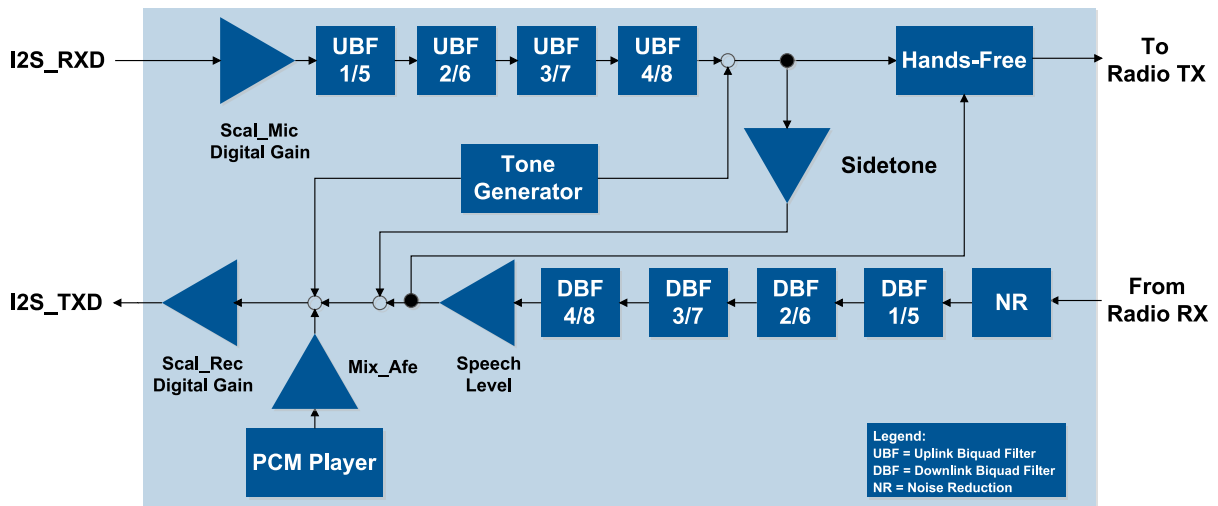 I2S_RXD
Scal_Mic
Digital Gain
UBF
1/5
UBF
2/6
UBF
3/7
UBF
4/8
Hands-Free
To
Radio TX
Tone
Generator
Sidetone
I2S_TXD
Scal_Rec
Digital Gain
Mix_Afe
Speech
Level
DBF
4/8
DBF
3/7
DBF
2/6
DBF
1/5
NR
From
Radio RX
PCM Player
Legend:
UBF = Uplink Biquad Filter
DBF = Downlink Biquad Filter
NR = Noise Reduction